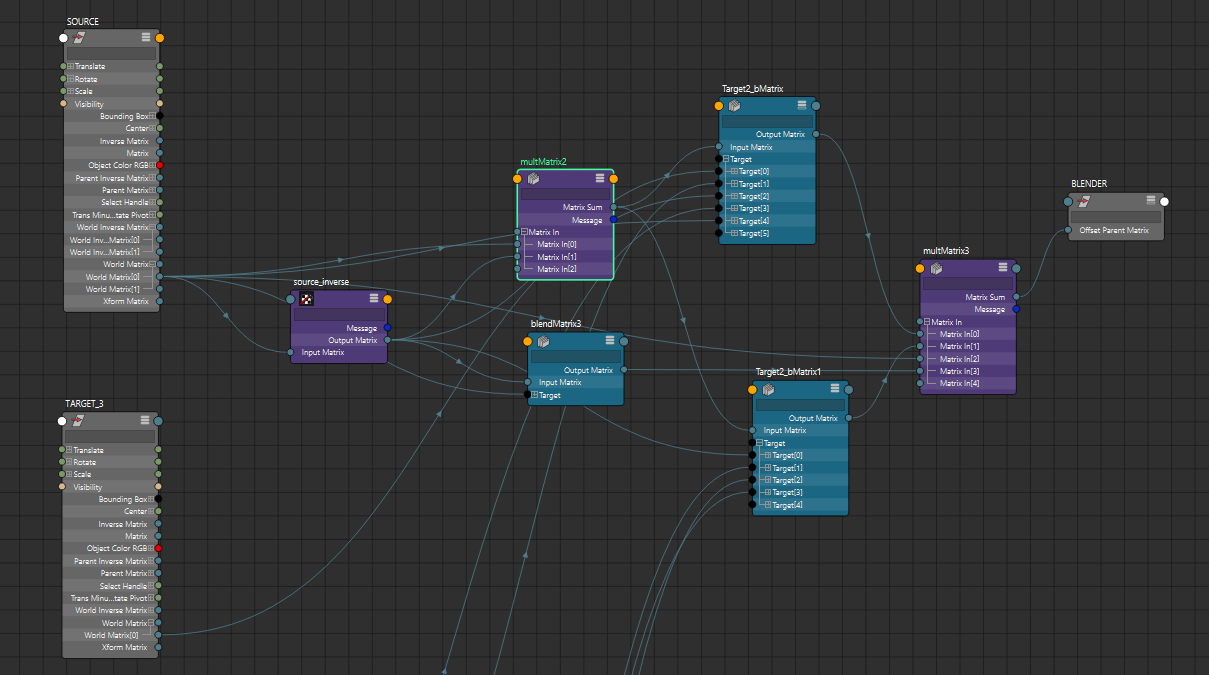 SOURCE
Translate
Rotate
Scale
Visibility
Bounding Box
Center
Inverse Matrix
Matrix
Object Color RGB
Parent Inverse Matrix
Parent Matrix
Select Handle
Trans Minu...tate Pivot
World Inverse Matrix
World Inv...Matrix[0]
World Inv...Matrix[1]
World Matrix
World Matrix[0]
World Matrix[1]
Xform Matrix
TARGET_3
Translate
Rotate
Scale
Visibility
Bounding Box
Center
Inverse Matrix
Matrix
Object Color RGB
Parent Inverse Matrix
Parent Matrix
Select Handle
Trans Minu...tate Pivot
World Inverse Matrix
World Matrix
World Matrix[0]
Xform Matrix
source_inverse
Message
Output Matrix
Input Matrix
multMatrix2
Matrix Sum
Message
Matrix In
Matrix In[0]
Matrix In[1]
Matrix In[2]
blendMatrix3
Output Matrix
Input Matrix
Target
Target2_bMatrix
Output Matrix
Input Matrix
Target
Target[0]
Target[1]
Target[2]
Target[3]
Target[4]
Target[5]
Target2_bMatrix1
Output Matrix
Input Matrix
Target
Target[0]
Target[1]
Target[2]
Target[3]
Target[4]
multMatrix3
Matrix Sum
Message
Matrix In
Matrix In[0]
Matrix In[1]
Matrix In[2]
Matrix In[3]
Matrix In[4]
BLENDER
Offset Parent Matrix